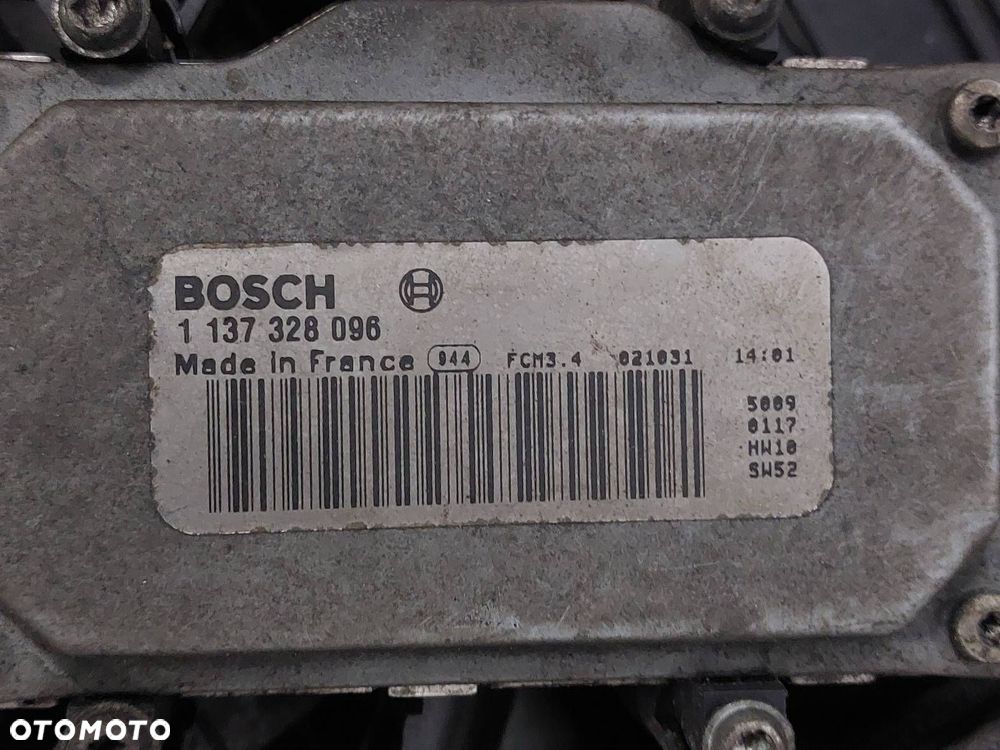 BOSCH
1 137 328 096
Made in France 944 FCM3.4 021031 14:01
5009
0117
HW10
SW52
OTOMOTO